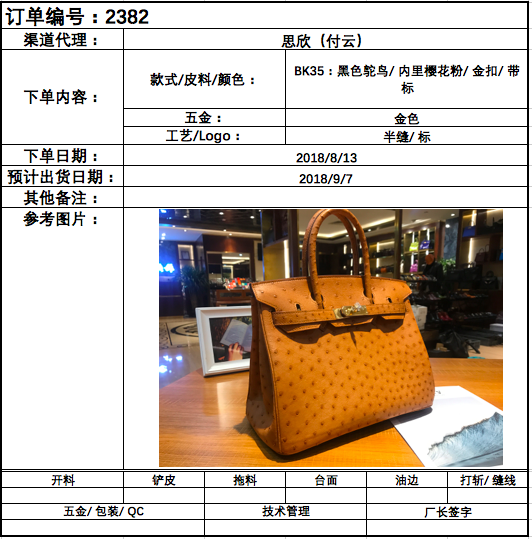 订单编号：2382
渠道代理： 思欣（付云）
下单内容： 款式/皮料/颜色： BK35：黑色鸵鸟/ 内里樱花粉/ 金扣/ 带
标
五金： 金色
工艺/Logo： 半缝/ 标
下单日期： 2018/8/13
预计出货日期： 2018/9/7
其他备注：
参考图片：
开料 铲皮 拖料 台面 油边 打斩/ 缝线
五金/ 包装/ QC 技术管理 厂长签字